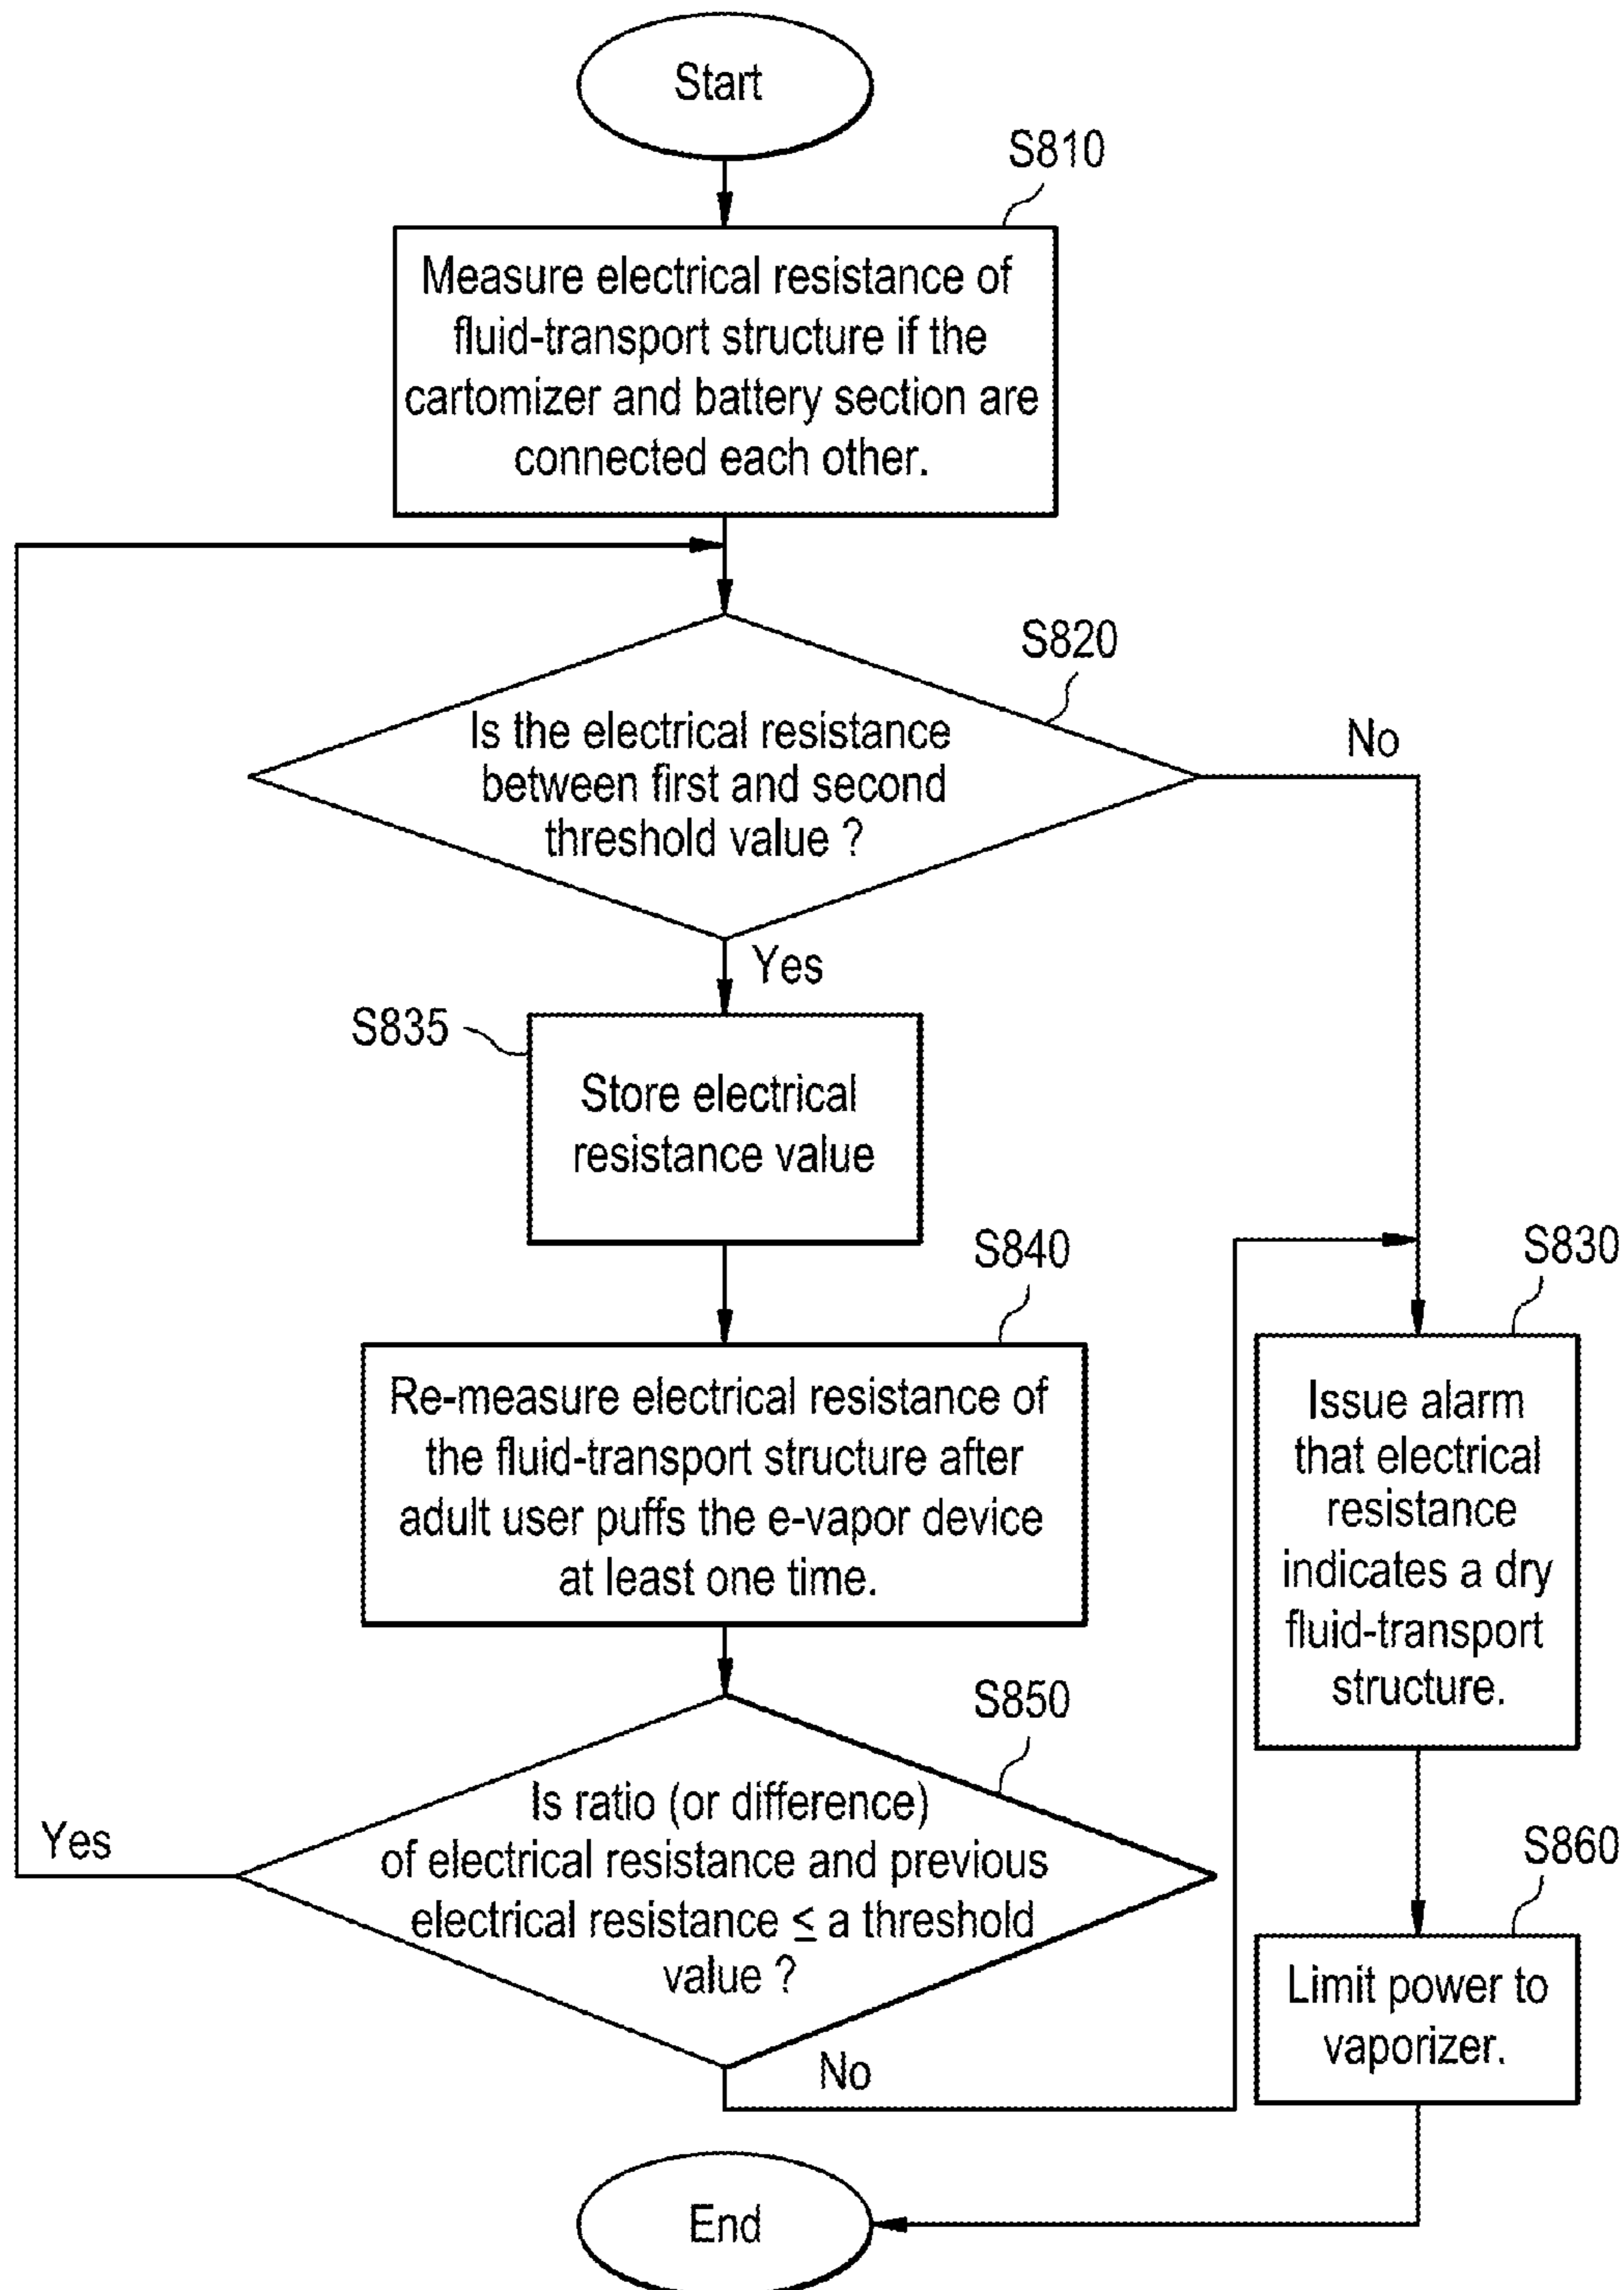 Start
S810
Measure electrical resistance of
fluid-transport structure if the
cartomizer and battery section are
connected each other.
S820
Is the electrical resistance
between first and second
threshold value ?
No
Yes
S835
Store electrical
resistance value
S840
Re-measure electrical resistance of
the fluid-transport structure after
adult user puffs the e-vapor device
at least one time.
S830
Issue alarm
that electrical
resistance
indicates a dry
fluid-transport
structure.
S850
Is ratio (or difference)
of electrical resistance and previous
electrical resistance ≤ a threshold
value ?
Yes
No
S860
Limit power to
vaporizer.
End